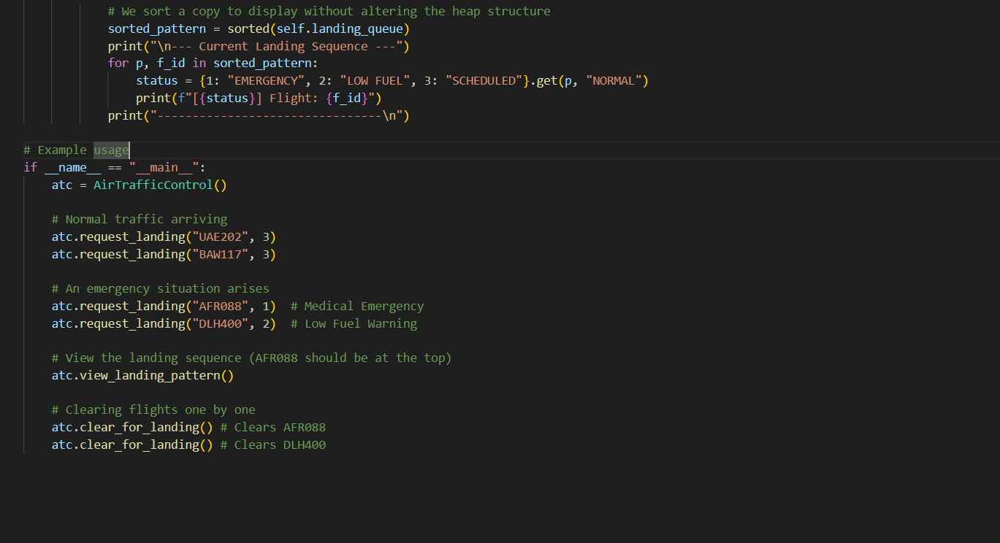 # We sort a copy to display without altering the heap structure
sorted_pattern = sorted(self.landing_queue)
print("\n--- Current Landing Sequence ---")
for p, f_id in sorted_pattern:
status = {1: "EMERGENCY", 2: "LOW FUEL", 3: "SCHEDULED"}.get(p, "NORMAL")
print(f"[{status}] Flight: {f_id}")
print("--------------------------------\n")
# Example usage
if __name__ == "__main__":
atc = AirTrafficControl()
# Normal traffic arriving
atc.request_landing("UAE202", 3)
atc.request_landing("BAW117", 3)
# An emergency situation arises
atc.request_landing("AFR088", 1)  # Medical Emergency
atc.request_landing("DLH400", 2)  # Low Fuel Warning
# View the landing sequence (AFR088 should be at the top)
atc.view_landing_pattern()
# Clearing flights one by one
atc.clear_for_landing() # Clears AFR088
atc.clear_for_landing() # Clears DLH400